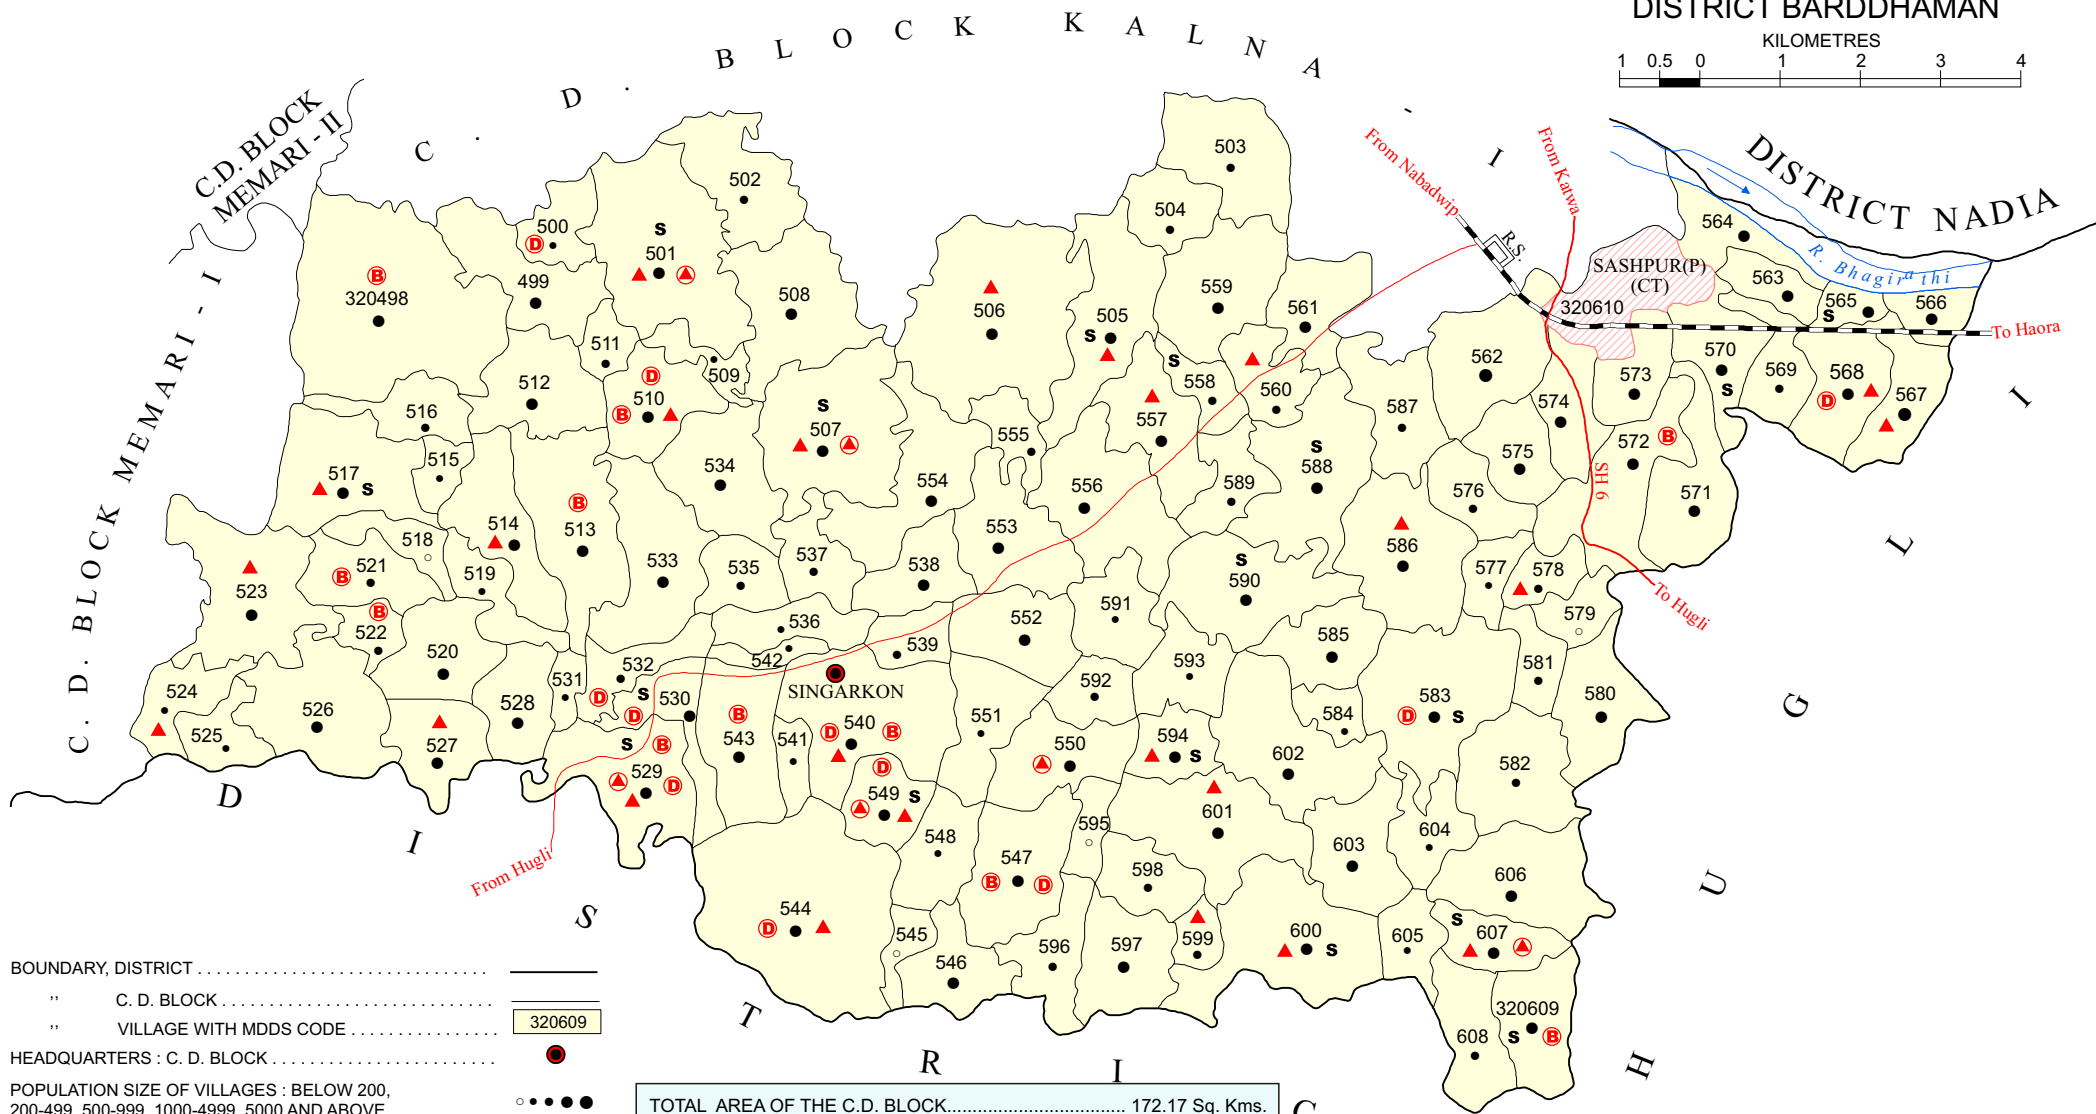 DISTRICT BARDDHAMAN
KILOMETRES
1 0.5 0 1 2 3 4
C. D. BLOCK KALNA - I
C.D. BLOCK
MEMARI - II
C. D. BLOCK MEMARI - I
DISTRICT NADIA
R. Bhagirathi
From Nabadwip
From Katwa
R.S.
SASHPUR(P)
(CT)
320610
To Haora
SH 6
To Hugli
From Hugli
SINGARKON
DISTRICT
HUGLI
503
502
504
500
S
501
564
B
320498
D
499
508
506
505
S
559
561
563
565
S
566
511
512
D
510
B
509
S
558
560
562
573
570
S
569
568
D
567
516
515
517
S
S
507
555
557
587
574
572
B
534
554
556
589
S
588
575
576
571
514
B
513
518
519
523
B
521
B
522
533
535
537
538
553
S
590
586
577
578
579
520
536
542
539
552
591
585
593
592
581
580
524
525
526
527
528
531
532
D
S
D
530
B
543
541
D
540
B
551
550
594
S
584
D
583
S
582
S
B
529
D
D
549
S
548
602
601
603
604
595
547
B
D
598
606
544
D
545
546
596
597
599
600
S
605
S
607
608
320609
S
B
BOUNDARY, DISTRICT
,, C. D. BLOCK
,, VILLAGE WITH MDDS CODE 320609
HEADQUARTERS : C. D. BLOCK
POPULATION SIZE OF VILLAGES : BELOW 200,
200-499, 500-999, 1000-4999, 5000 AND ABOVE
TOTAL AREA OF THE C.D. BLOCK............................... 172.17 Sq. Kms.